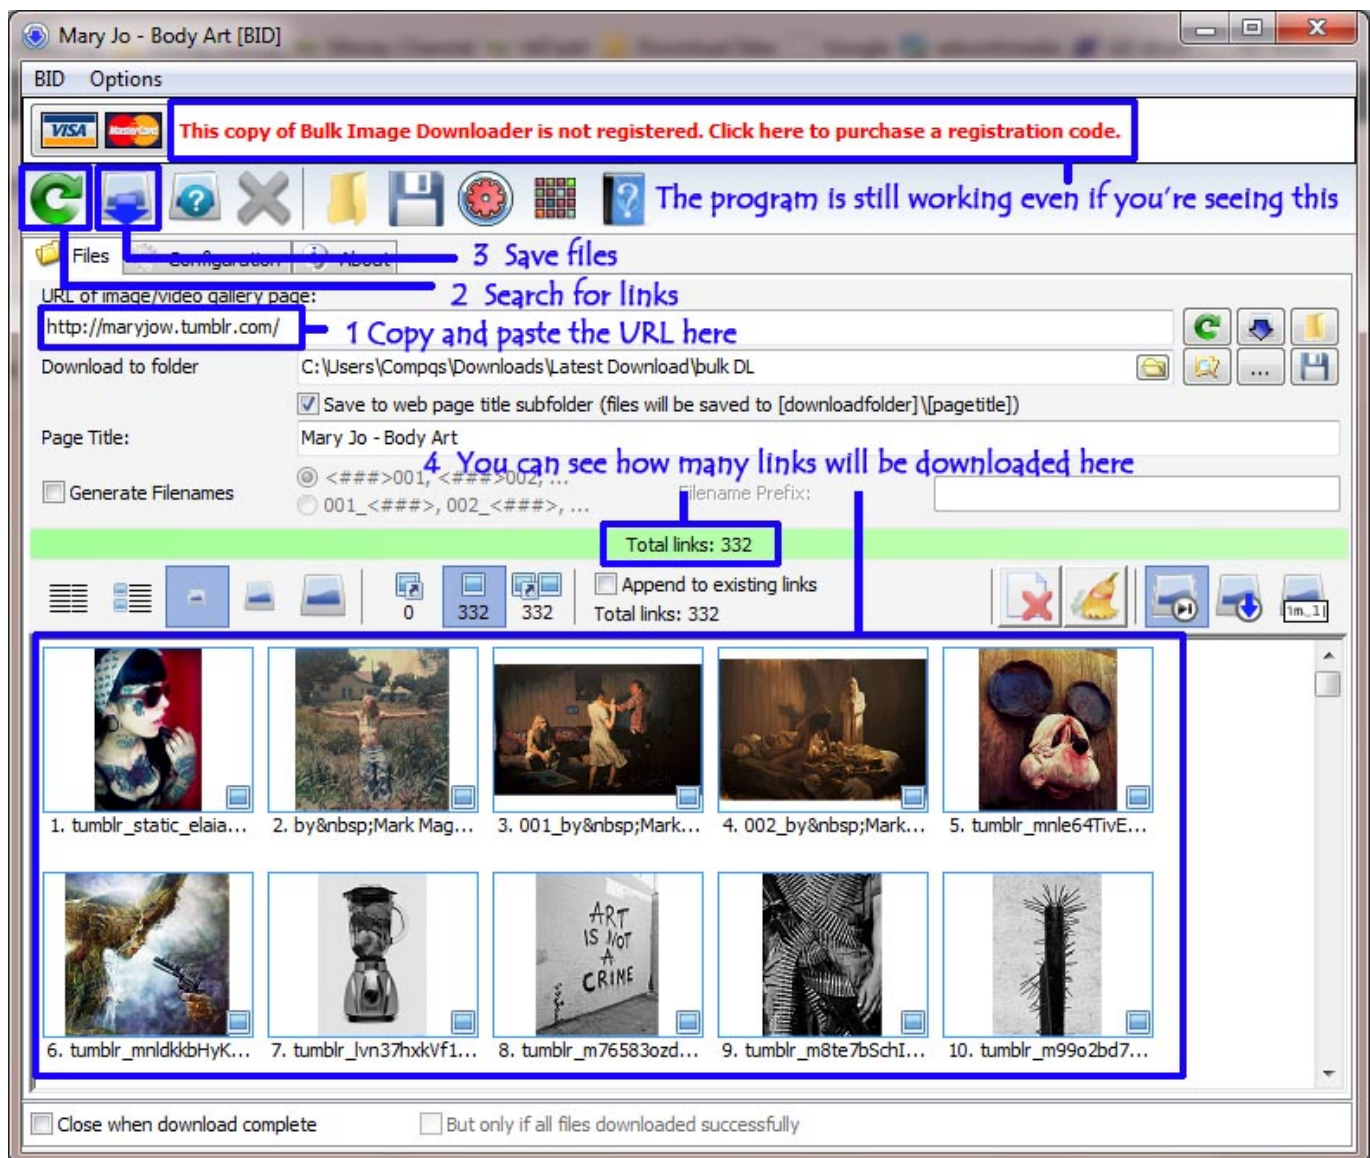 Mary Jo - Body Art [BID]
BID Options
VISA MasterCard This copy of Bulk Image Downloader is not registered. Click here to purchase a registration code.
The program is still working even if you're seeing this
Files Configuration About
3 Save files
2 Search for links
URL of image/video gallery page:
http://maryjow.tumblr.com/
1 Copy and paste the URL here
Download to folder C:\Users\Compqs\Downloads\Latest Download\bulk DL
...
Save to web page title subfolder (files will be saved to [downloadfolder]\[pagetitle])
Page Title: Mary Jo - Body Art
4 You can see how many links will be downloaded here
Generate Filenames
<###>001, <###>002, ...
001_<###>, 002_<###>, ...
Filename Prefix:
Total links: 332
0 332 332
Append to existing links
Total links: 332
im_1
1. tumblr_static_elaia... 2. by&nbsp;Mark Mag... 3. 001_by&nbsp;Mark... 4. 002_by&nbsp;Mark... 5. tumblr_mnle64TivE...
ART
IS NOT
A
CRIME
6. tumblr_mnldkkbHyK... 7. tumblr_lvn37hxkVf1... 8. tumblr_m76583ozd... 9. tumblr_m8te7bSchI... 10. tumblr_m99o2bd7...
Close when download complete But only if all files downloaded successfully